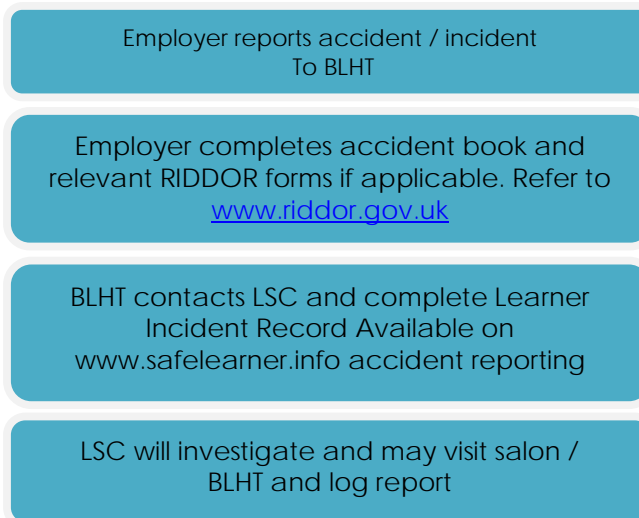 Employer reports accident / incident
To BLHT
Employer completes accident book and
relevant RIDDOR forms if applicable. Refer to
www.riddor.gov.uk
BLHT contacts LSC and complete Learner
Incident Record Available on
www.safelearner.info accident reporting
LSC will investigate and may visit salon /
BLHT and log report